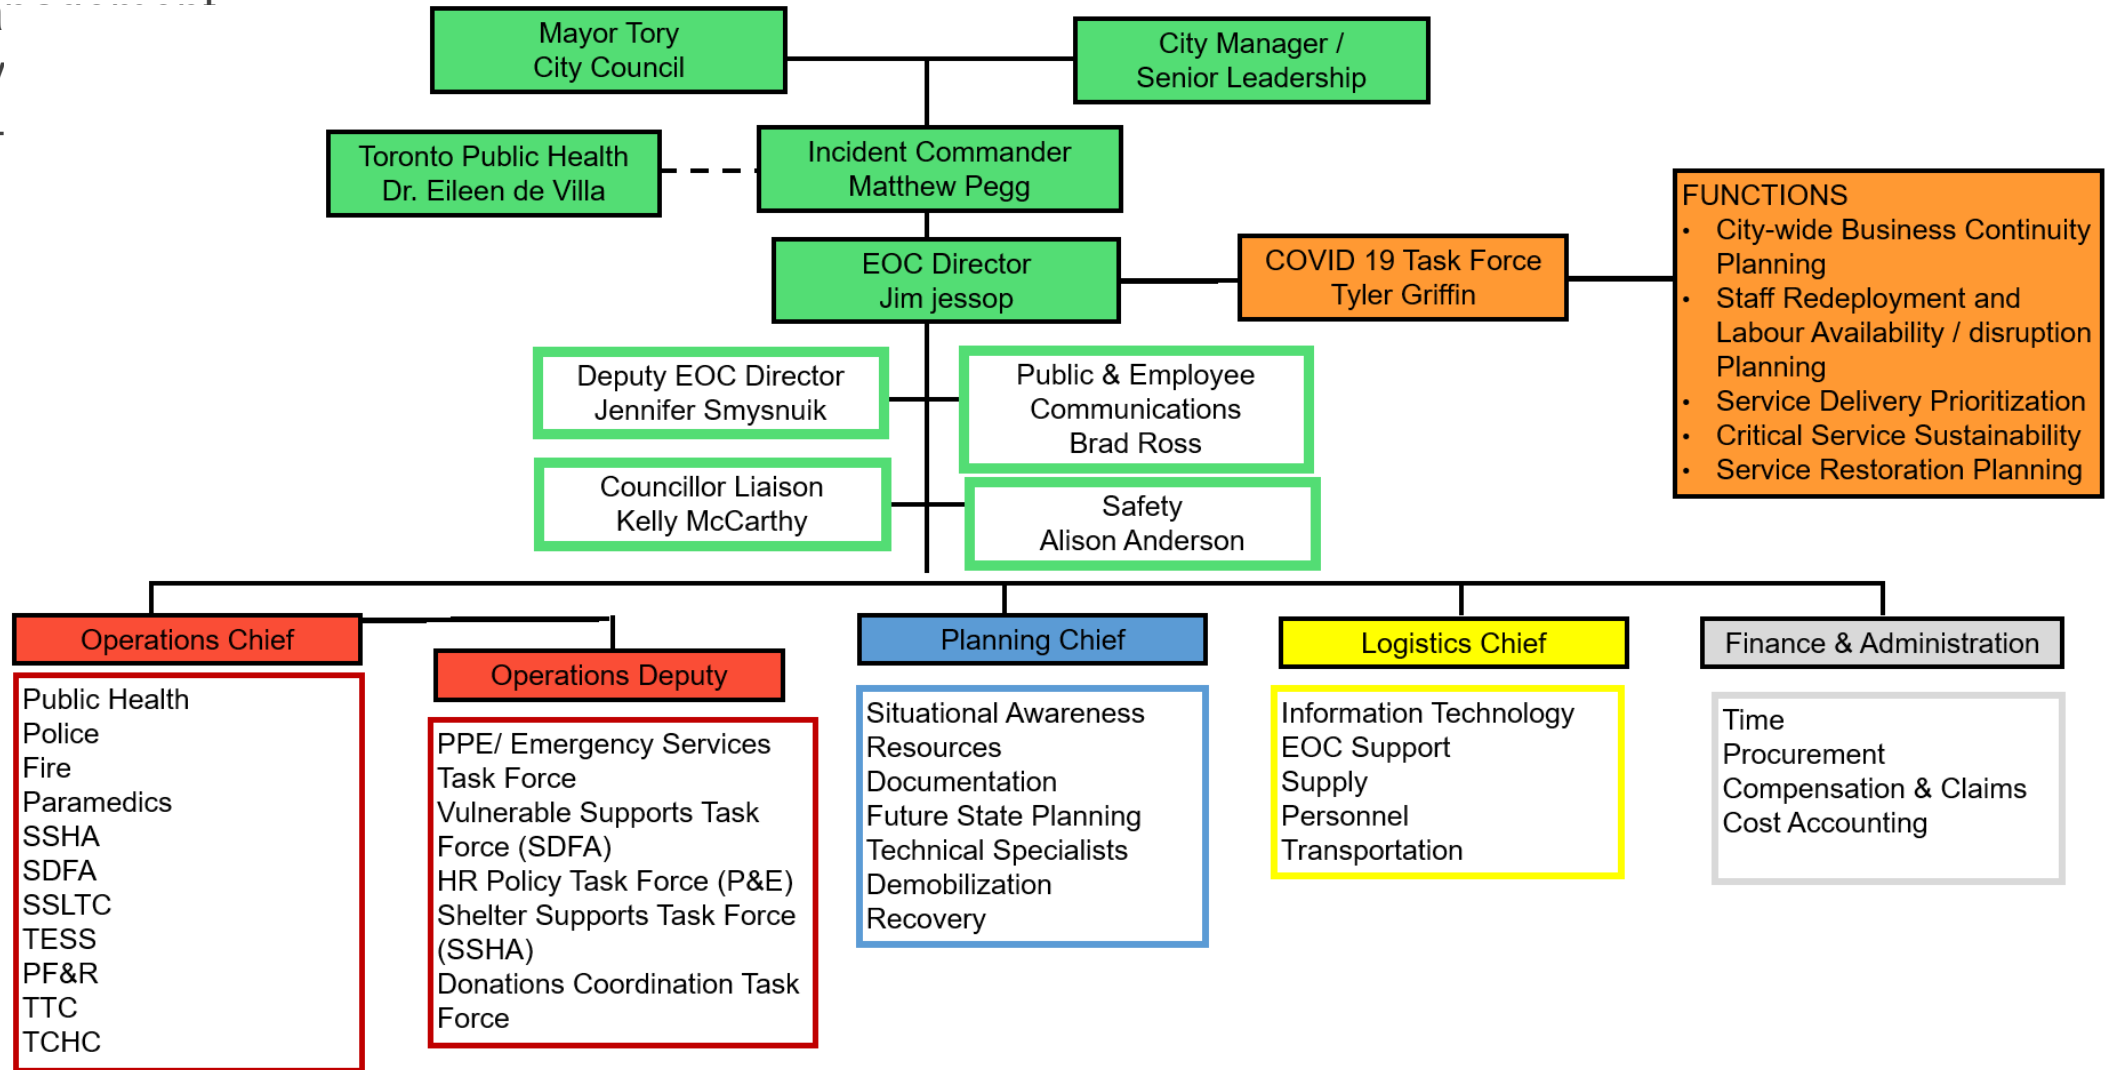 Mayor Tory
City Council
City Manager /
Senior Leadership
Toronto Public Health
Dr. Eileen de Villa
Incident Commander
Matthew Pegg
EOC Director
Jim jessop
COVID 19 Task Force
Tyler Griffin
FUNCTIONS
• City-wide Business Continuity
Planning
• Staff Redeployment and
Labour Availability / disruption
Planning
• Service Delivery Prioritization
• Critical Service Sustainability
• Service Restoration Planning
Deputy EOC Director
Jennifer Smysnuik
Public & Employee
Communications
Brad Ross
Councillor Liaison
Kelly McCarthy
Safety
Alison Anderson
Operations Chief
Public Health
Police
Fire
Paramedics
SSHA
SDFA
SSLTC
TESS
PF&R
TTC
TCHC
Operations Deputy
PPE/ Emergency Services
Task Force
Vulnerable Supports Task
Force (SDFA)
HR Policy Task Force (P&E)
Shelter Supports Task Force
(SSHA)
Donations Coordination Task
Force
Planning Chief
Situational Awareness
Resources
Documentation
Future State Planning
Technical Specialists
Demobilization
Recovery
Logistics Chief
Information Technology
EOC Support
Supply
Personnel
Transportation
Finance & Administration
Time
Procurement
Compensation & Claims
Cost Accounting